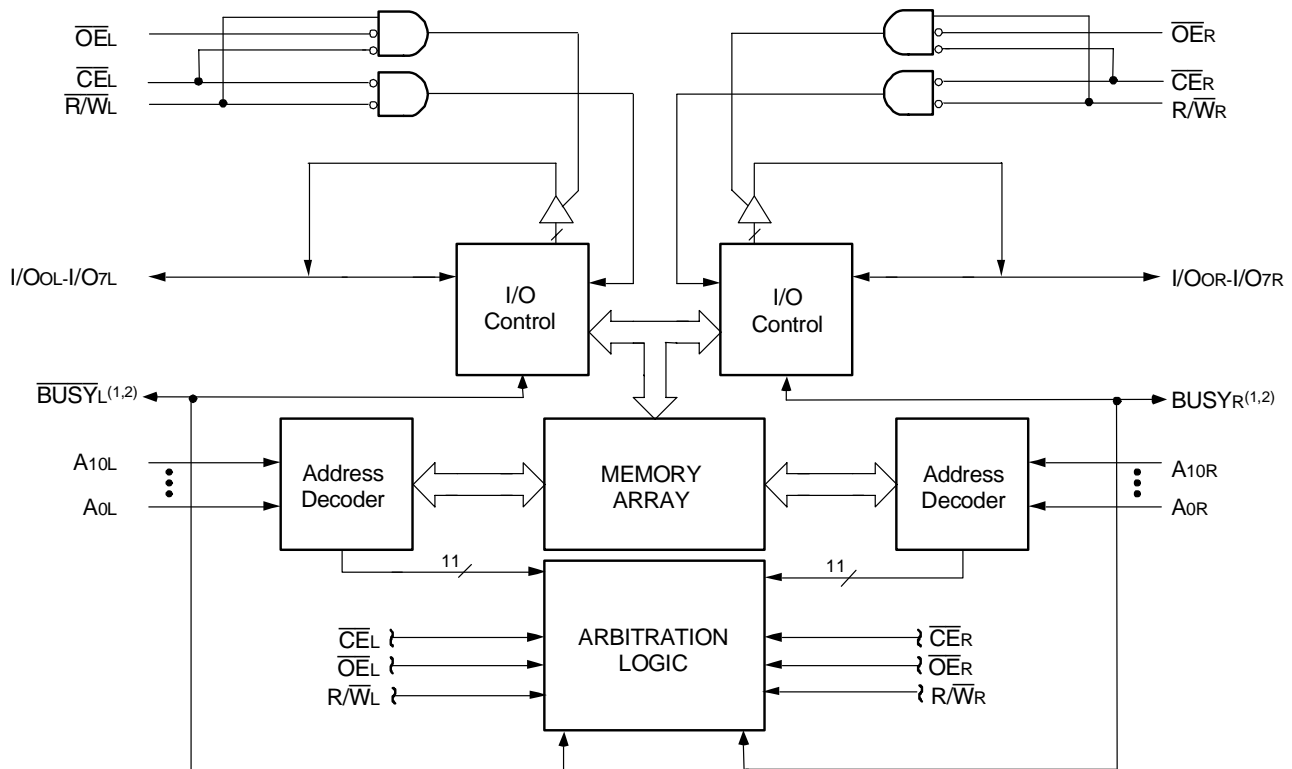 OEL
OER
CEL
CER
R/WL
R/WR
I/O0L-I/O7L
I/O
Control
I/O
Control
I/O0R-I/O7R
BUSYL(1,2)
BUSYR(1,2)
A10L
A0L
Address
Decoder
MEMORY
ARRAY
Address
Decoder
A10R
A0R
11
11
CEL
OEL
R/WL
ARBITRATION
LOGIC
CER
OER
R/WR